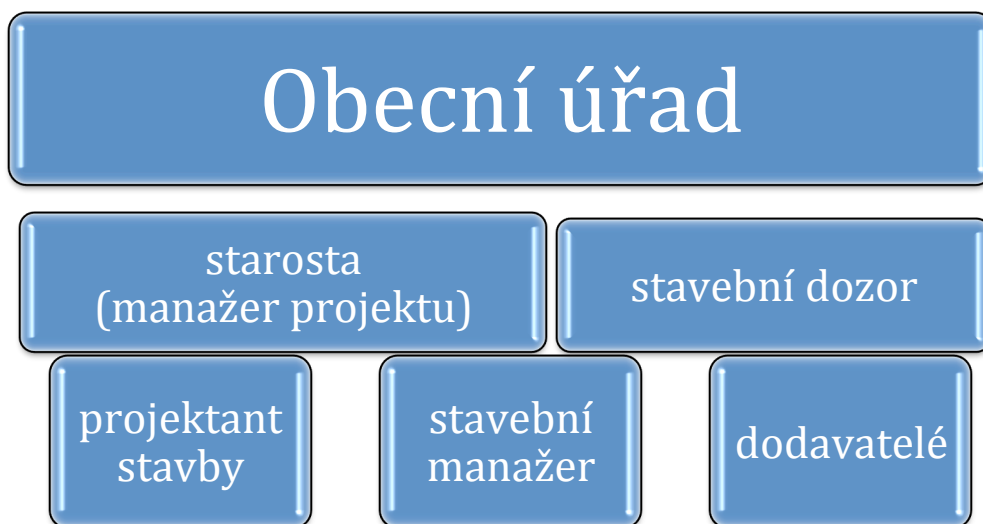 Obecní úřad
starosta
(manažer projektu)
stavební dozor
projektant
stavby
stavební
manažer
dodavatelé